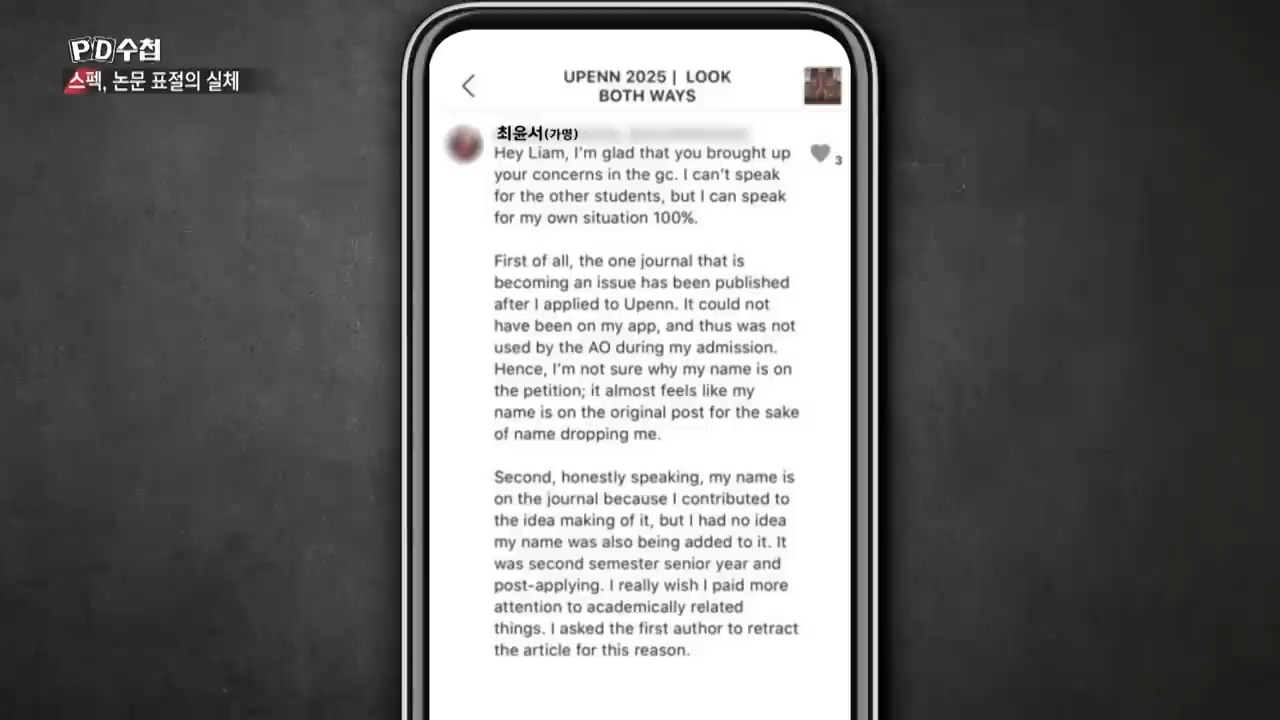 PD수첩
스펙, 논문 표절의 실체
UPENN 2025 | LOOK
BOTH WAYS
최윤서(가명)
Hey Liam, I'm glad that you brought up
your concerns in the gc. I can't speak
for the other students, but I can speak
for my own situation 100%.
3
First of all, the one journal that is
becoming an issue has been published
after I applied to Upenn. It could not
have been on my app, and thus was not
used by the AO during my admission.
Hence, I'm not sure why my name is on
the petition; it almost feels like my
name is on the original post for the sake
of name dropping me.
Second, honestly speaking, my name is
on the journal because I contributed to
the idea making of it, but I had no idea
my name was also being added to it. It
was second semester senior year and
post-applying. I really wish I paid more
attention to academically related
things. I asked the first author to retract
the article for this reason.